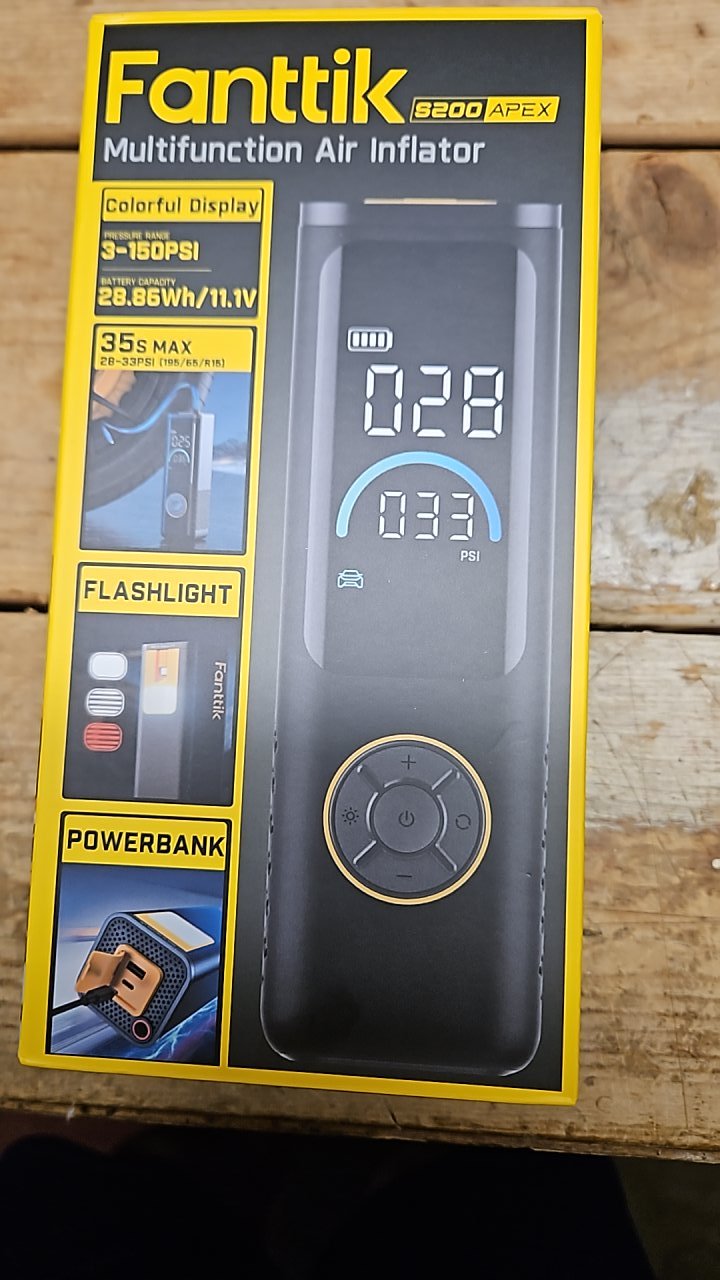 Fanttik
S200 APEX
Multifunction Air Inflator
Colorful Display
PRESSURE RANGE
3-150PSI
BATTERY CAPACITY
28.86Wh/11.1V
35S MAX
28-33PSI (195/65/R15)
025
028
033
PSI
FLASHLIGHT
Fanttik
POWERBANK